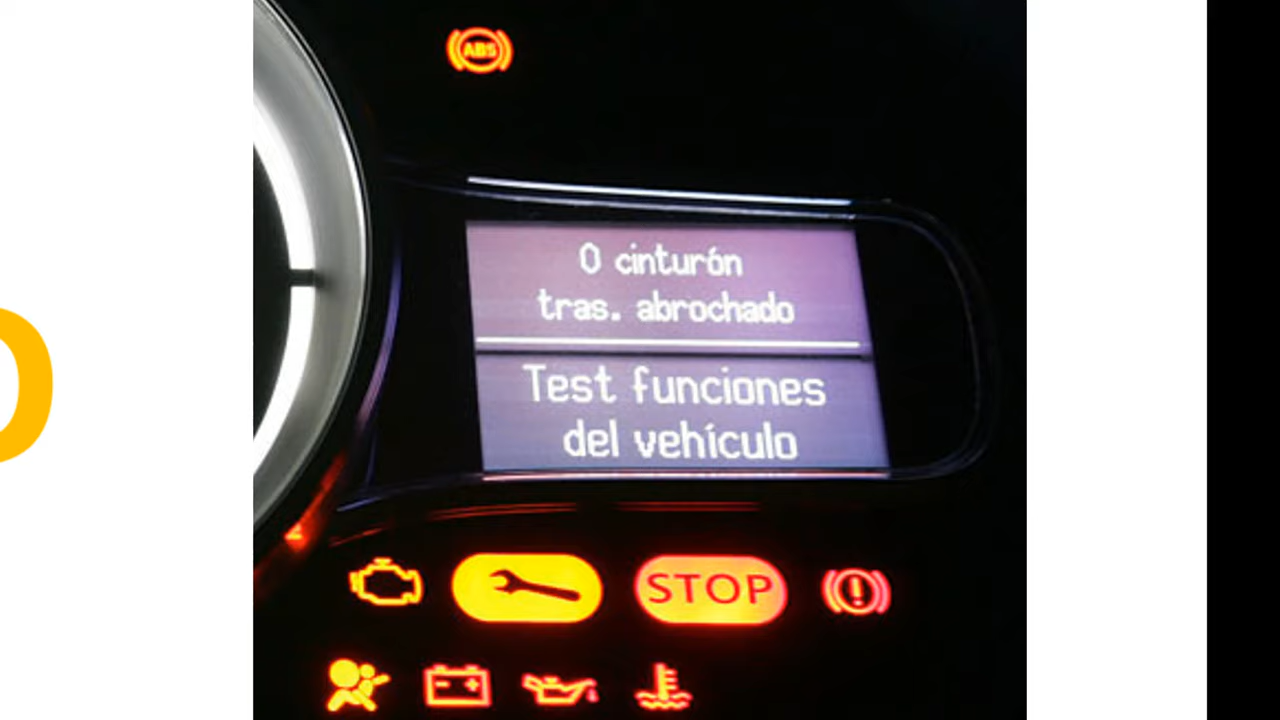 ABS
0 cinturón
tras. abrochado
Test funciones
del vehículo
STOP